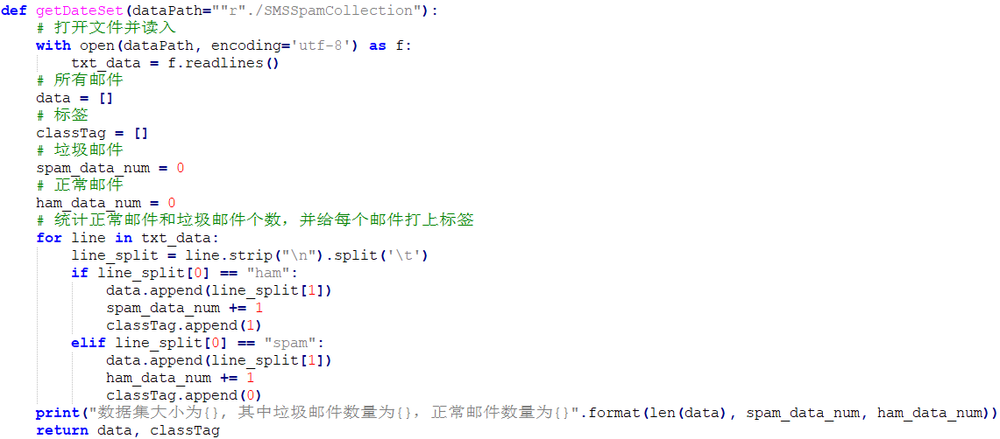 def getDateSet(dataPath=""r"./SMSSpamCollection"):
    # 打开文件并读入
    with open(dataPath, encoding='utf-8') as f:
        txt_data = f.readlines()
    # 所有邮件
    data = []
    # 标签
    classTag = []
    # 垃圾邮件
    spam_data_num = 0
    # 正常邮件
    ham_data_num = 0
    # 统计正常邮件和垃圾邮件个数，并给每个邮件打上标签
    for line in txt_data:
        line_split = line.strip("\n").split('\t')
        if line_split[0] == "ham":
            data.append(line_split[1])
            spam_data_num += 1
            classTag.append(1)
        elif line_split[0] == "spam":
            data.append(line_split[1])
            ham_data_num += 1
            classTag.append(0)
    print("数据集大小为{}, 其中垃圾邮件数量为{}，正常邮件数量为{}".format(len(data), spam_data_num, ham_data_num))
    return data, classTag